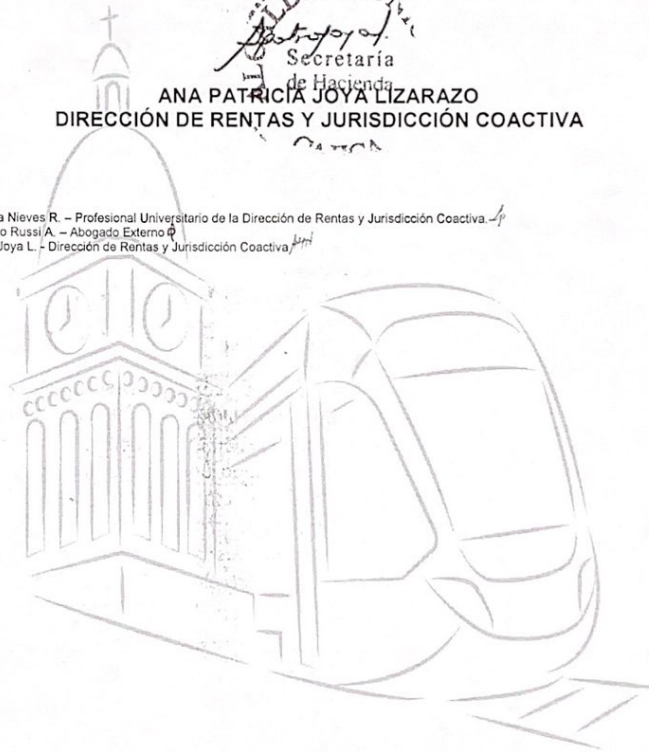 Secretaría
de Hacienda
ANA PATRICIA JOYA LIZARAZO
DIRECCIÓN DE RENTAS Y JURISDICCIÓN COACTIVA
a Nieves R. – Profesional Universitario de la Dirección de Rentas y Jurisdicción Coactiva.
o Russi A. – Abogado Externo
Joya L. - Dirección de Rentas y Jurisdicción Coactiva